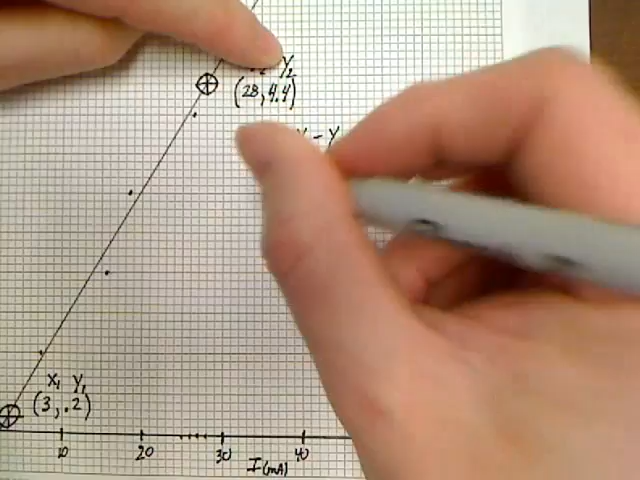 Y₂
(28, 4.4)
X₁ Y₁
(3, .2)
10 20 30 40
I (mA)